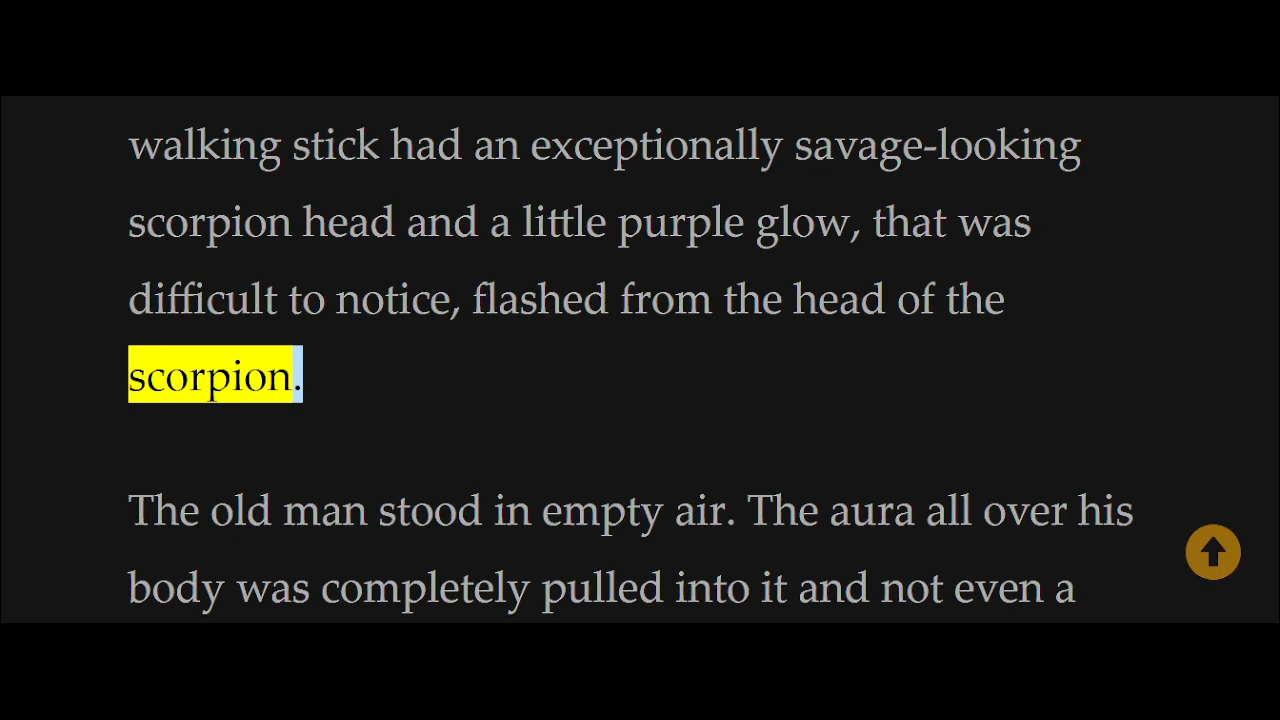 walking stick had an exceptionally savage-looking
scorpion head and a little purple glow, that was
difficult to notice, flashed from the head of the
scorpion.
The old man stood in empty air. The aura all over his
body was completely pulled into it and not even a